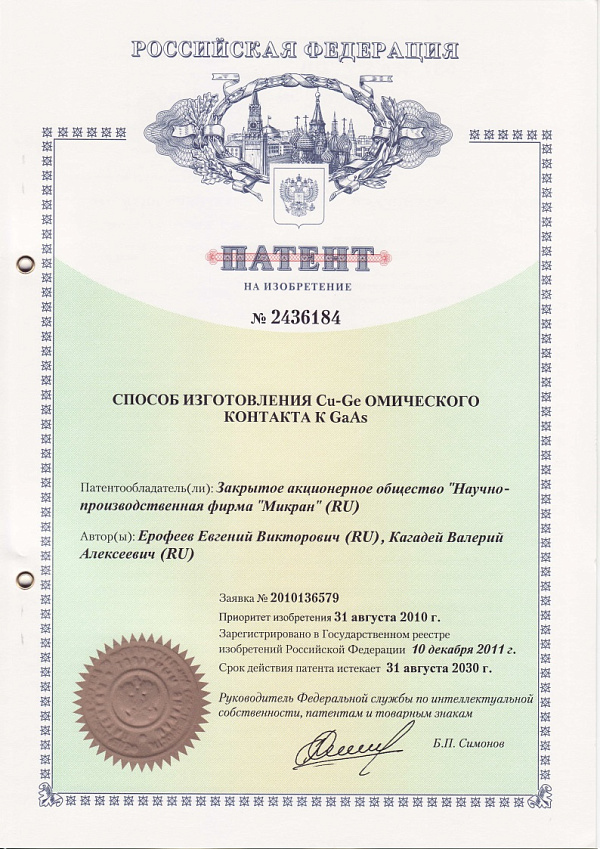 РОССИЙСКАЯ ФЕДЕРАЦИЯ
ПАТЕНТ
НА ИЗОБРЕТЕНИЕ
№ 2436184
СПОСОБ ИЗГОТОВЛЕНИЯ Cu-Ge ОМИЧЕСКОГО
КОНТАКТА К GaAs
Патентообладатель(ли): Закрытое акционерное общество "Научно-
производственная фирма "Микран" (RU)
Автор(ы): Ерофеев Евгений Викторович (RU), Кагадей Валерий
Алексеевич (RU)
Заявка № 2010136579
Приоритет изобретения 31 августа 2010 г.
Зарегистрировано в Государственном реестре
изобретений Российской Федерации 10 декабря 2011 г.
Срок действия патента истекает 31 августа 2030 г.
Руководитель Федеральной службы по интеллектуальной
собственности, патентам и товарным знакам
Б.П. Симонов